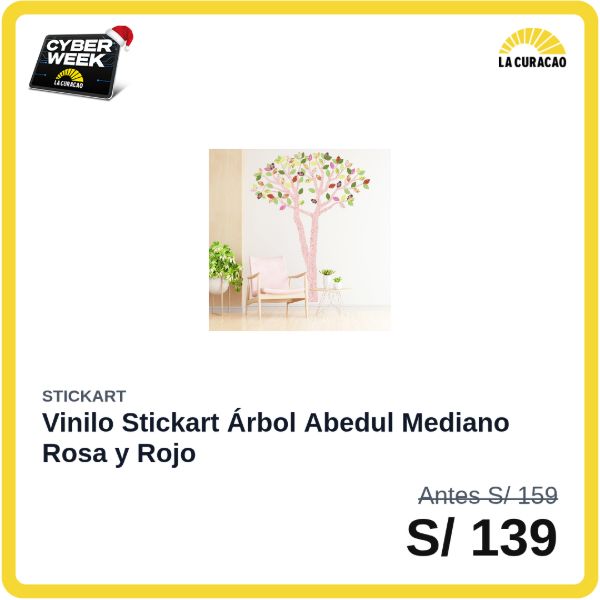 CYBER
WEEK
LA CURACAO
LA CURACAO
STICKART
Vinilo Stickart Árbol Abedul Mediano
Rosa y Rojo
Antes S/ 159
S/ 139